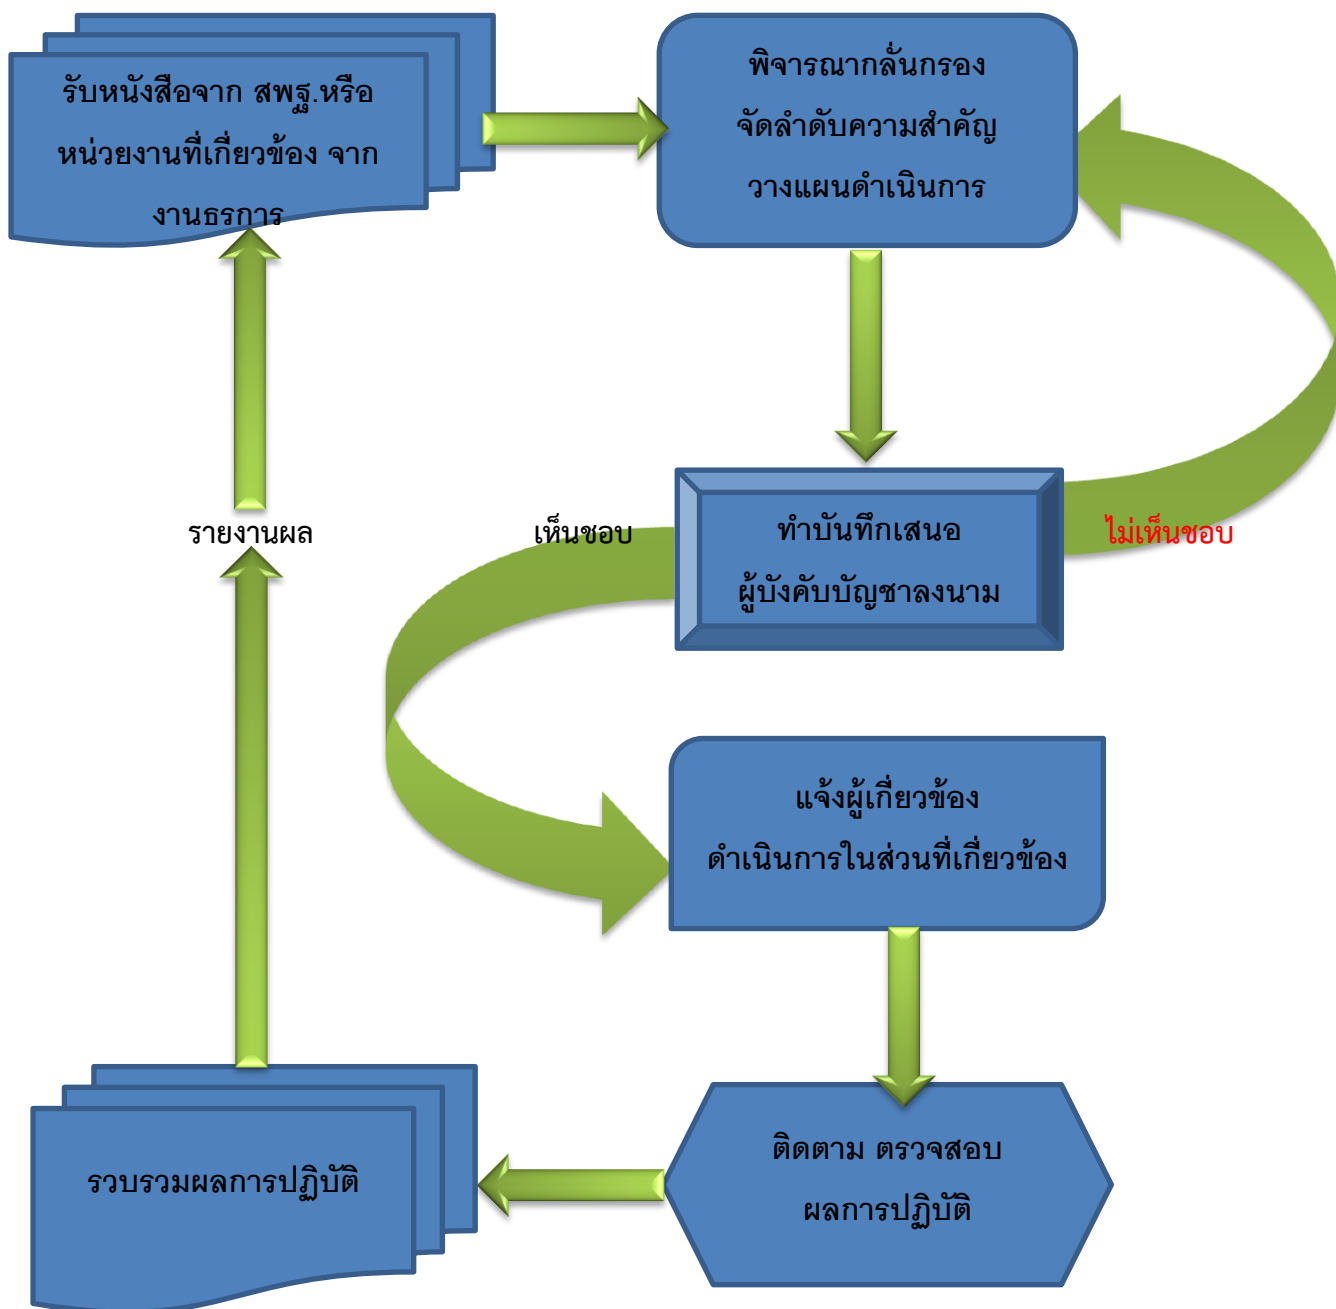 รับหนังสือจาก สพฐ.หรือ
หน่วยงานที่เกี่ยวข้อง จาก
งานธุรการ
พิจารณากลั่นกรอง
จัดลำดับความสำคัญ
วางแผนดำเนินการ
รายงานผล
เห็นชอบ
ทำบันทึกเสนอ
ผู้บังคับบัญชาลงนาม
ไม่เห็นชอบ
แจ้งผู้เกี่ยวข้อง
ดำเนินการในส่วนที่เกี่ยวข้อง
ติดตาม ตรวจสอบ
ผลการปฏิบัติ
รวบรวมผลการปฏิบัติ